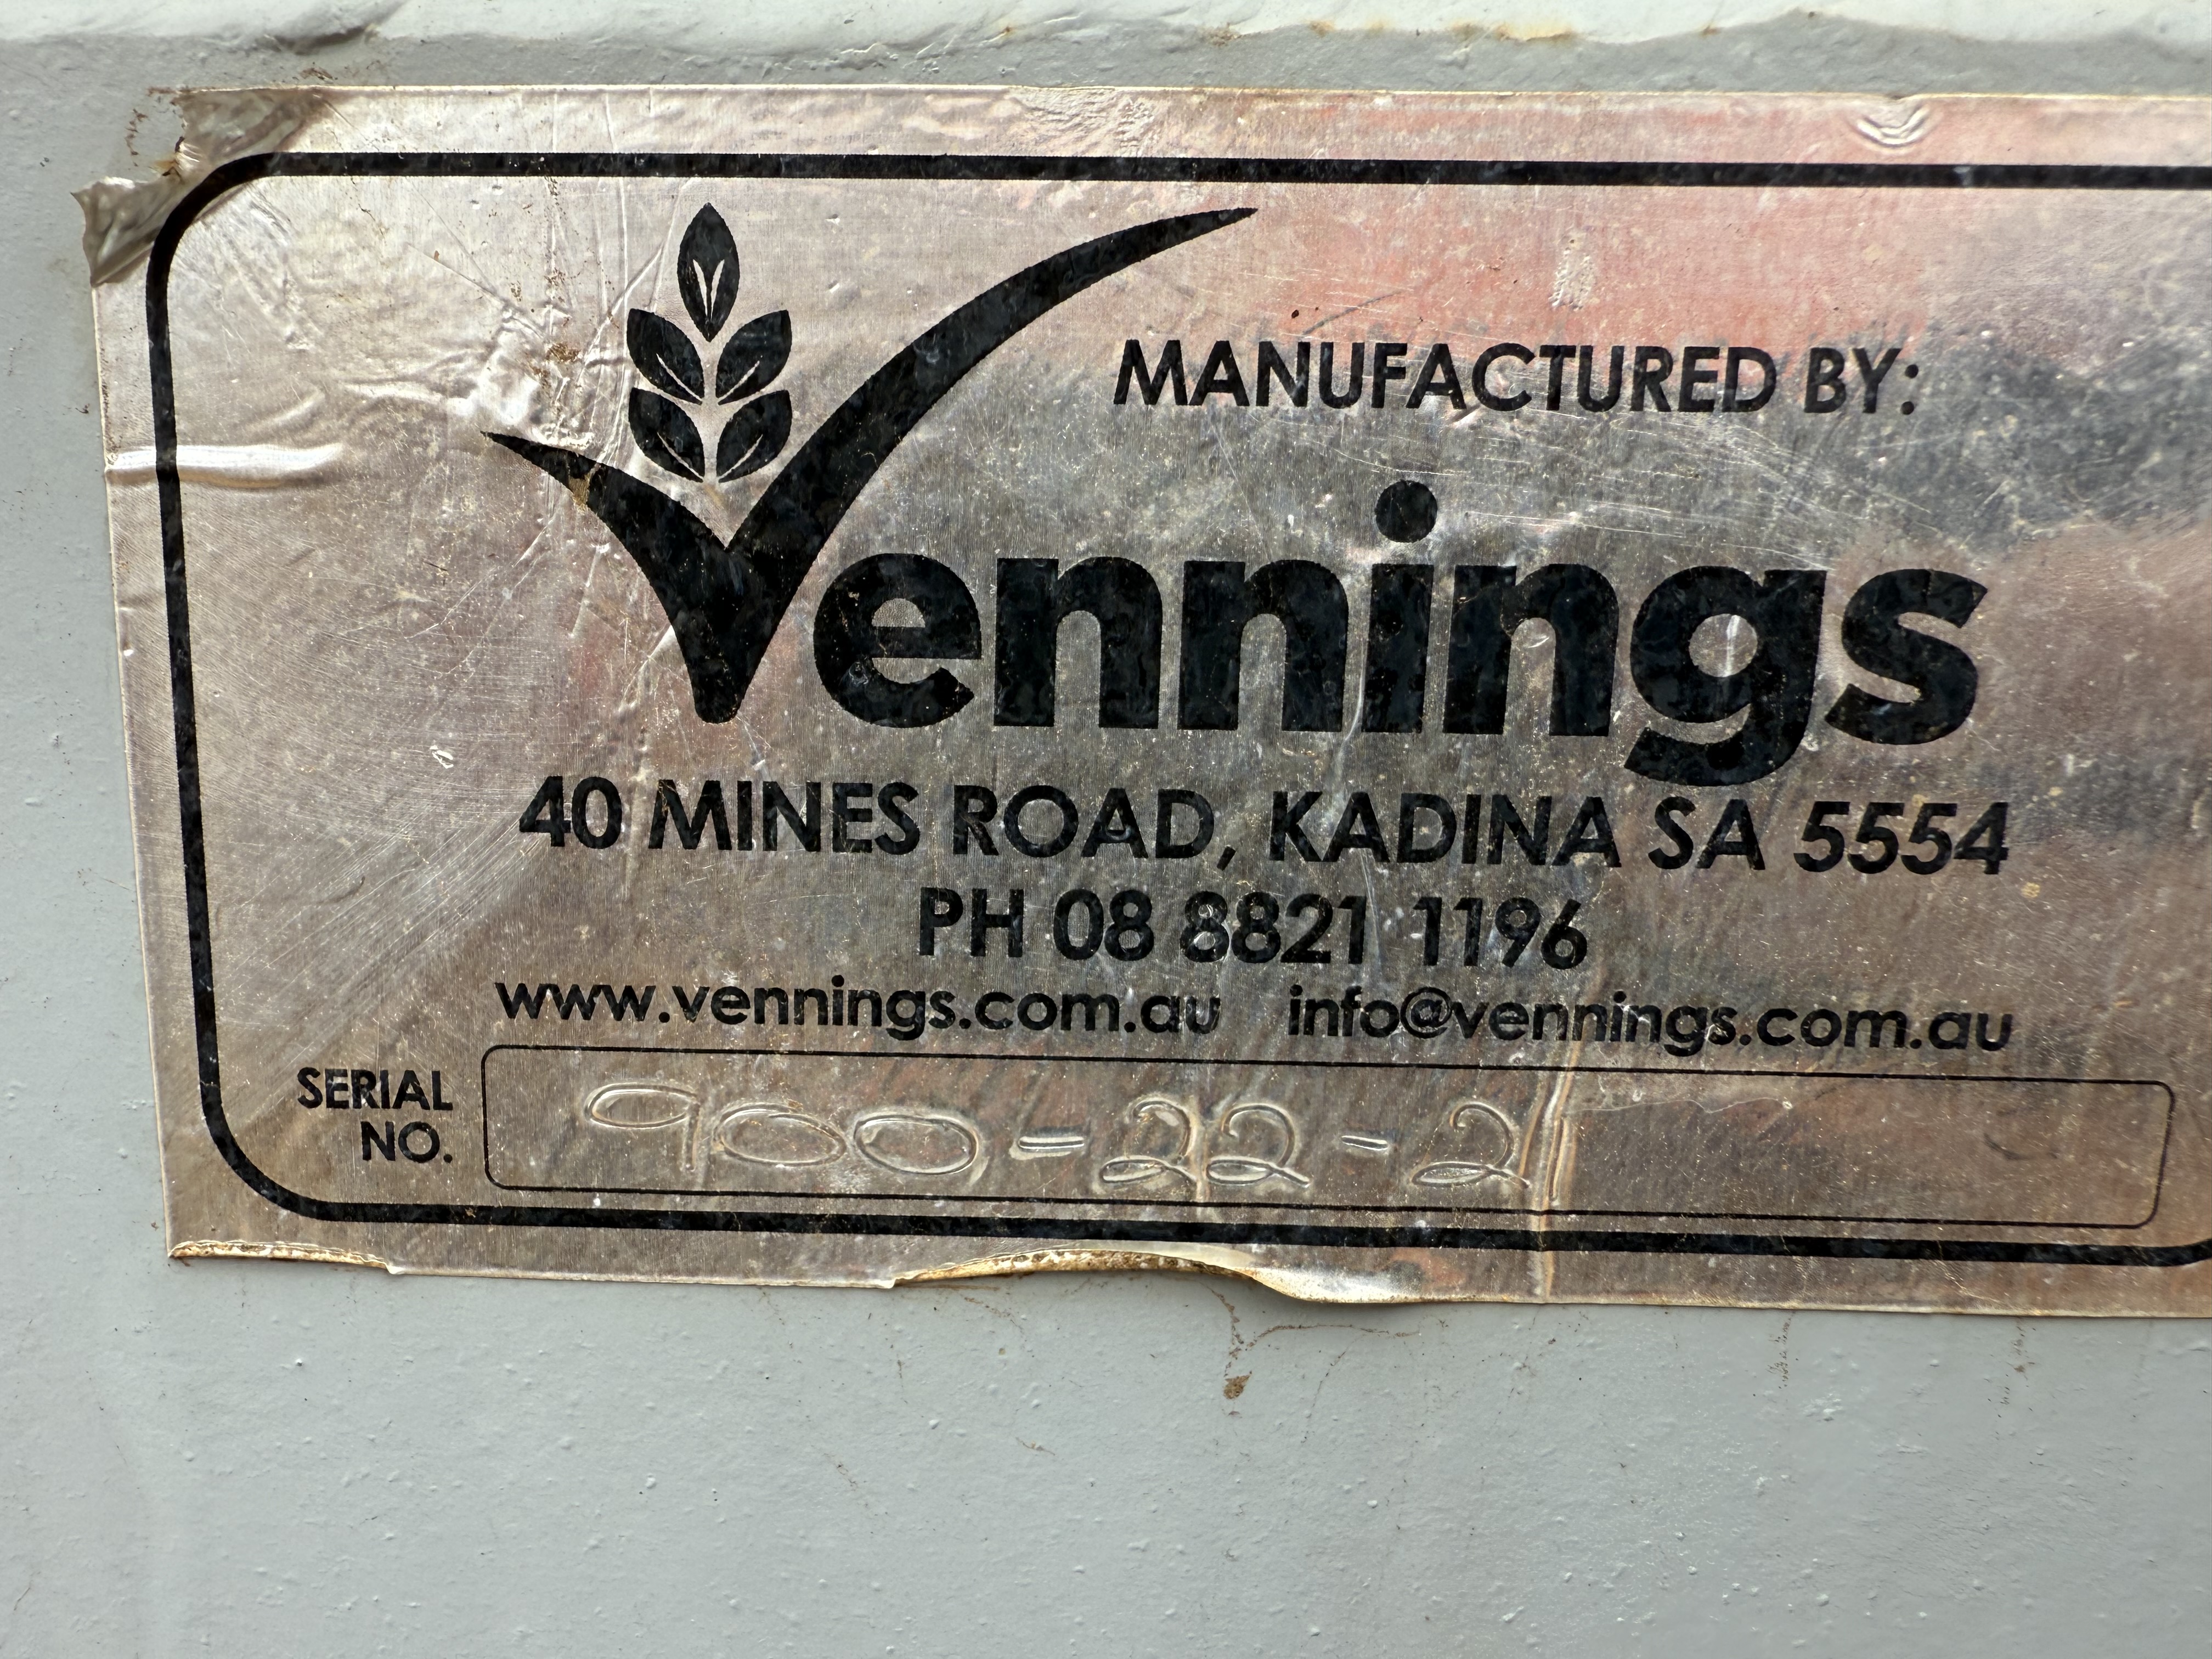 MANUFACTURED BY:
Vennings
40 MINES ROAD, KADINA SA 5554
PH 08 8821 1196
www.vennings.com.au info@vennings.com.au
SERIAL NO. 900-22-21